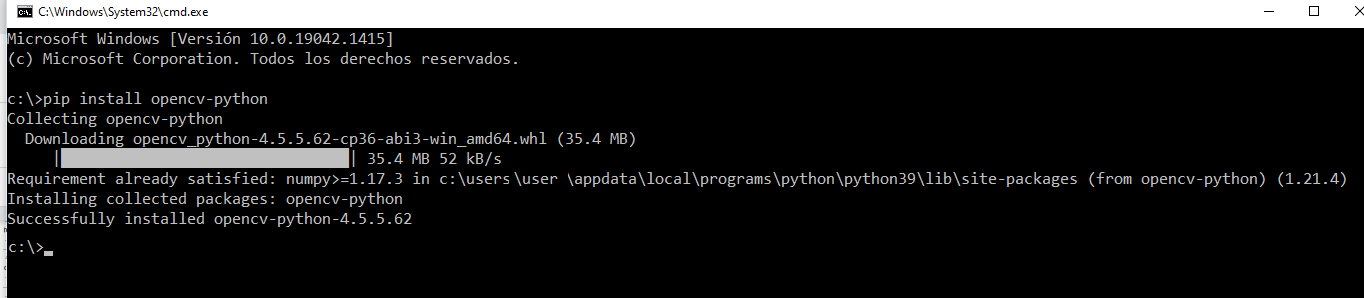 C:\Windows\System32\cmd.exe
Microsoft Windows [Versión 10.0.19042.1415]
(c) Microsoft Corporation. Todos los derechos reservados.
c:\>pip install opencv-python
Collecting opencv-python
  Downloading opencv_python-4.5.5.62-cp36-abi3-win_amd64.whl (35.4 MB)
     |████████████████████████████████| 35.4 MB 52 kB/s
Requirement already satisfied: numpy>=1.17.3 in c:\users\user \appdata\local\programs\python\python39\lib\site-packages (from opencv-python) (1.21.4)
Installing collected packages: opencv-python
Successfully installed opencv-python-4.5.5.62
c:\>